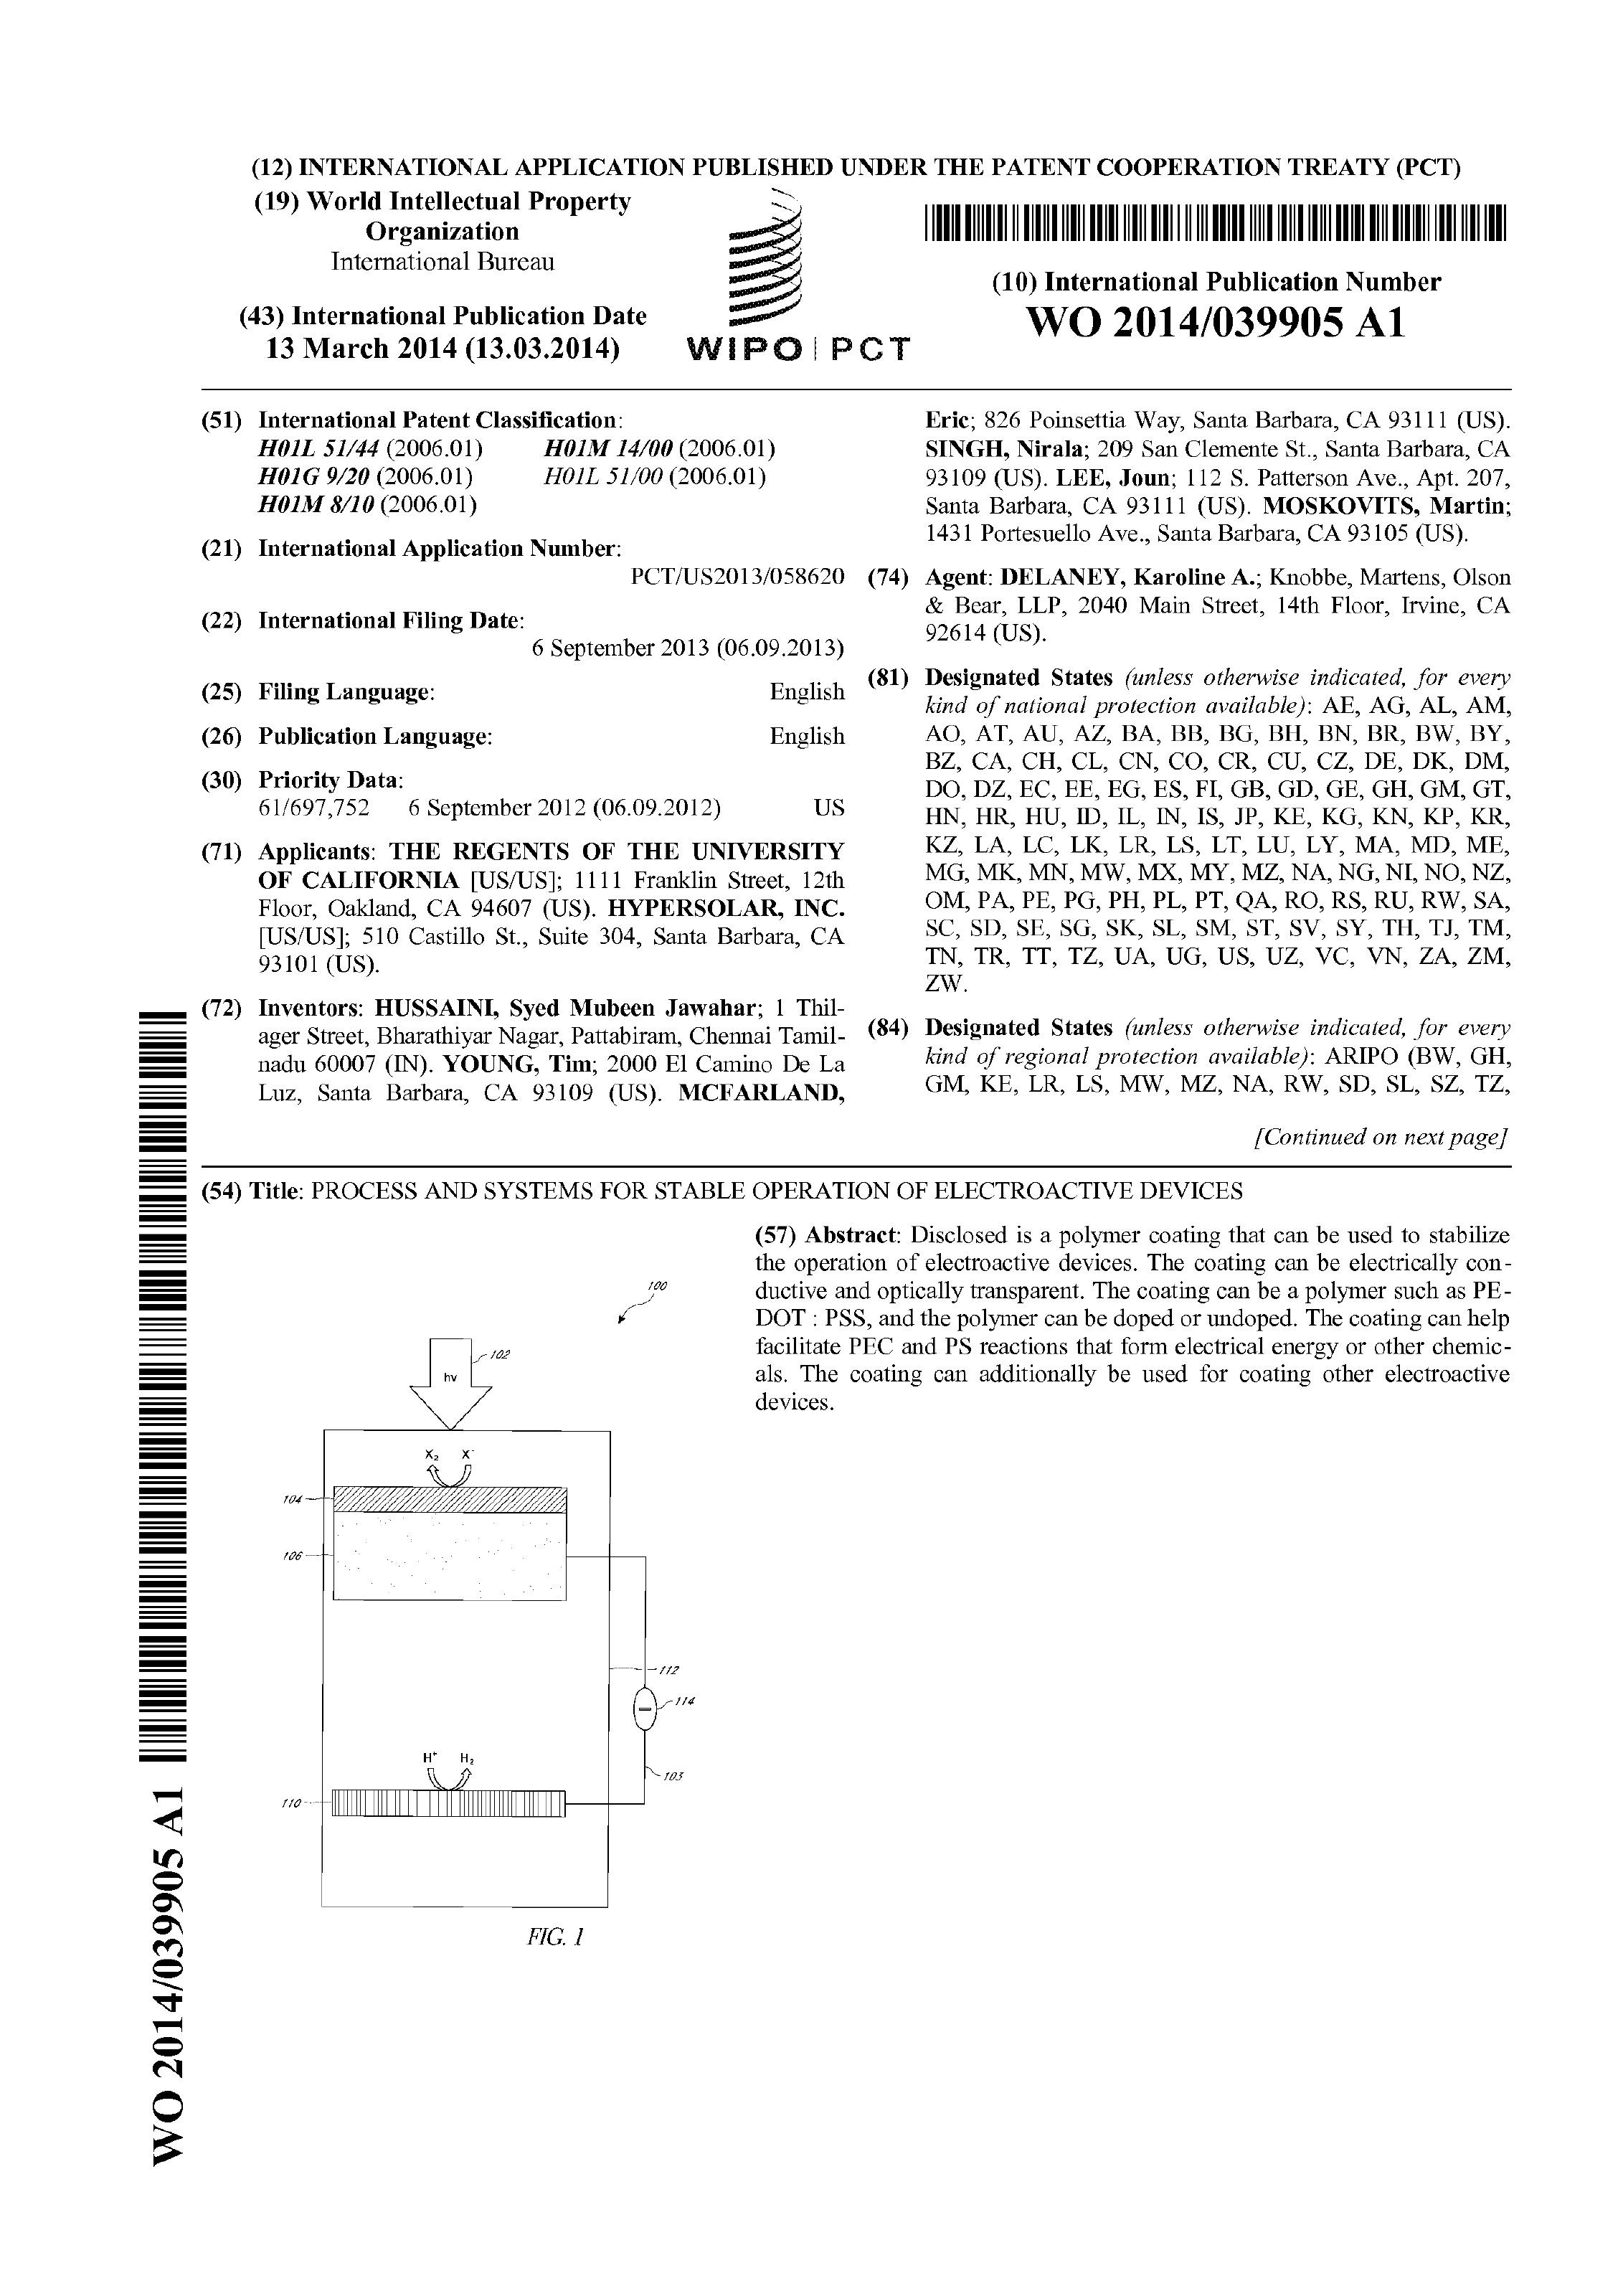 (12) INTERNATIONAL APPLICATION PUBLISHED UNDER THE PATENT COOPERATION TREATY (PCT)
(19) World Intellectual Property
Organization
International Bureau
(43) International Publication Date
13 March 2014 (13.03.2014)
WIPO | PCT
(10) International Publication Number
WO 2014/039905 A1
(51) International Patent Classification:
H01L 51/44 (2006.01) H01M 14/00 (2006.01)
H01G 9/20 (2006.01) H01L 51/00 (2006.01)
H01M 8/10 (2006.01)
(21) International Application Number:
PCT/US2013/058620
(22) International Filing Date:
6 September 2013 (06.09.2013)
(25) Filing Language: English
(26) Publication Language: English
(30) Priority Data:
61/697,752 6 September 2012 (06.09.2012) US
(71) Applicants: THE REGENTS OF THE UNIVERSITY
OF CALIFORNIA [US/US]; 1111 Franklin Street, 12th
Floor, Oakland, CA 94607 (US). HYPERSOLAR, INC.
[US/US]; 510 Castillo St., Suite 304, Santa Barbara, CA
93101 (US).
(72) Inventors: HUSSAINI, Syed Mubeen Jawahar; 1 Thil-
ager Street, Bharathiyar Nagar, Pattabiram, Chennai Tamil-
nadu 60007 (IN). YOUNG, Tim; 2000 El Camino De La
Luz, Santa Barbara, CA 93109 (US). MCFARLAND,
Eric; 826 Poinsettia Way, Santa Barbara, CA 93111 (US).
SINGH, Nirala; 209 San Clemente St., Santa Barbara, CA
93109 (US). LEE, Joun; 112 S. Patterson Ave., Apt. 207,
Santa Barbara, CA 93111 (US). MOSKOVITS, Martin;
1431 Portesuello Ave., Santa Barbara, CA 93105 (US).
(74) Agent: DELANEY, Karoline A.; Knobbe, Martens, Olson
& Bear, LLP, 2040 Main Street, 14th Floor, Irvine, CA
92614 (US).
(81) Designated States (unless otherwise indicated, for every
kind of national protection available): AE, AG, AL, AM,
AO, AT, AU, AZ, BA, BB, BG, BH, BN, BR, BW, BY,
BZ, CA, CH, CL, CN, CO, CR, CU, CZ, DE, DK, DM,
DO, DZ, EC, EE, EG, ES, FI, GB, GD, GE, GH, GM, GT,
HN, HR, HU, ID, IL, IN, IS, JP, KE, KG, KN, KP, KR,
KZ, LA, LC, LK, LR, LS, LT, LU, LY, MA, MD, ME,
MG, MK, MN, MW, MX, MY, MZ, NA, NG, NI, NO, NZ,
OM, PA, PE, PG, PH, PL, PT, QA, RO, RS, RU, RW, SA,
SC, SD, SE, SG, SK, SL, SM, ST, SV, SY, TH, TJ, TM,
TN, TR, TT, TZ, UA, UG, US, UZ, VC, VN, ZA, ZM,
ZW.
(84) Designated States (unless otherwise indicated, for every
kind of regional protection available): ARIPO (BW, GH,
GM, KE, LR, LS, MW, MZ, NA, RW, SD, SL, SZ, TZ,
[Continued on next page]
(54) Title: PROCESS AND SYSTEMS FOR STABLE OPERATION OF ELECTROACTIVE DEVICES
(57) Abstract: Disclosed is a polymer coating that can be used to stabilize
the operation of electroactive devices. The coating can be electrically con-
ductive and optically transparent. The coating can be a polymer such as PE-
DOT : PSS, and the polymer can be doped or undoped. The coating can help
facilitate PEC and PS reactions that form electrical energy or other chemic-
als. The coating can additionally be used for coating other electroactive
devices.
100
102
hv
X₂ X⁻
104
106
112
114
H⁺ H₂
103
110
FIG. 1
WO 2014/039905 A1